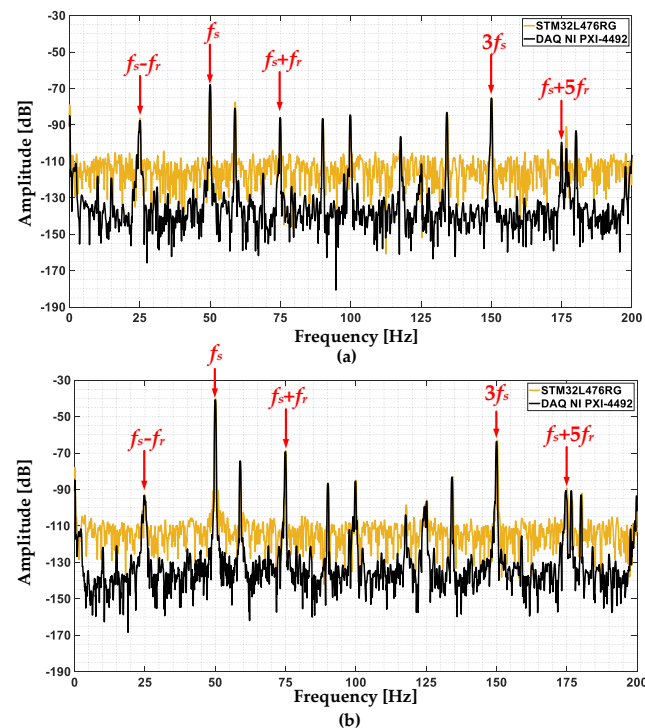 -30
-50
-70
-90
-110
-130
-150
-170
-190
Amplitude [dB]
STM32L476RG
DAQ NI PXI-4492
fs-fr
fs
fs+fr
3fs
fs+5fr
0 25 50 75 100 125 150 175 200
Frequency [Hz]
(a)
-30
-50
-70
-90
-110
-130
-150
-170
-190
Amplitude [dB]
STM32L476RG
DAQ NI PXI-4492
fs-fr
fs
fs+fr
3fs
fs+5fr
0 25 50 75 100 125 150 175 200
Frequency [Hz]
(b)